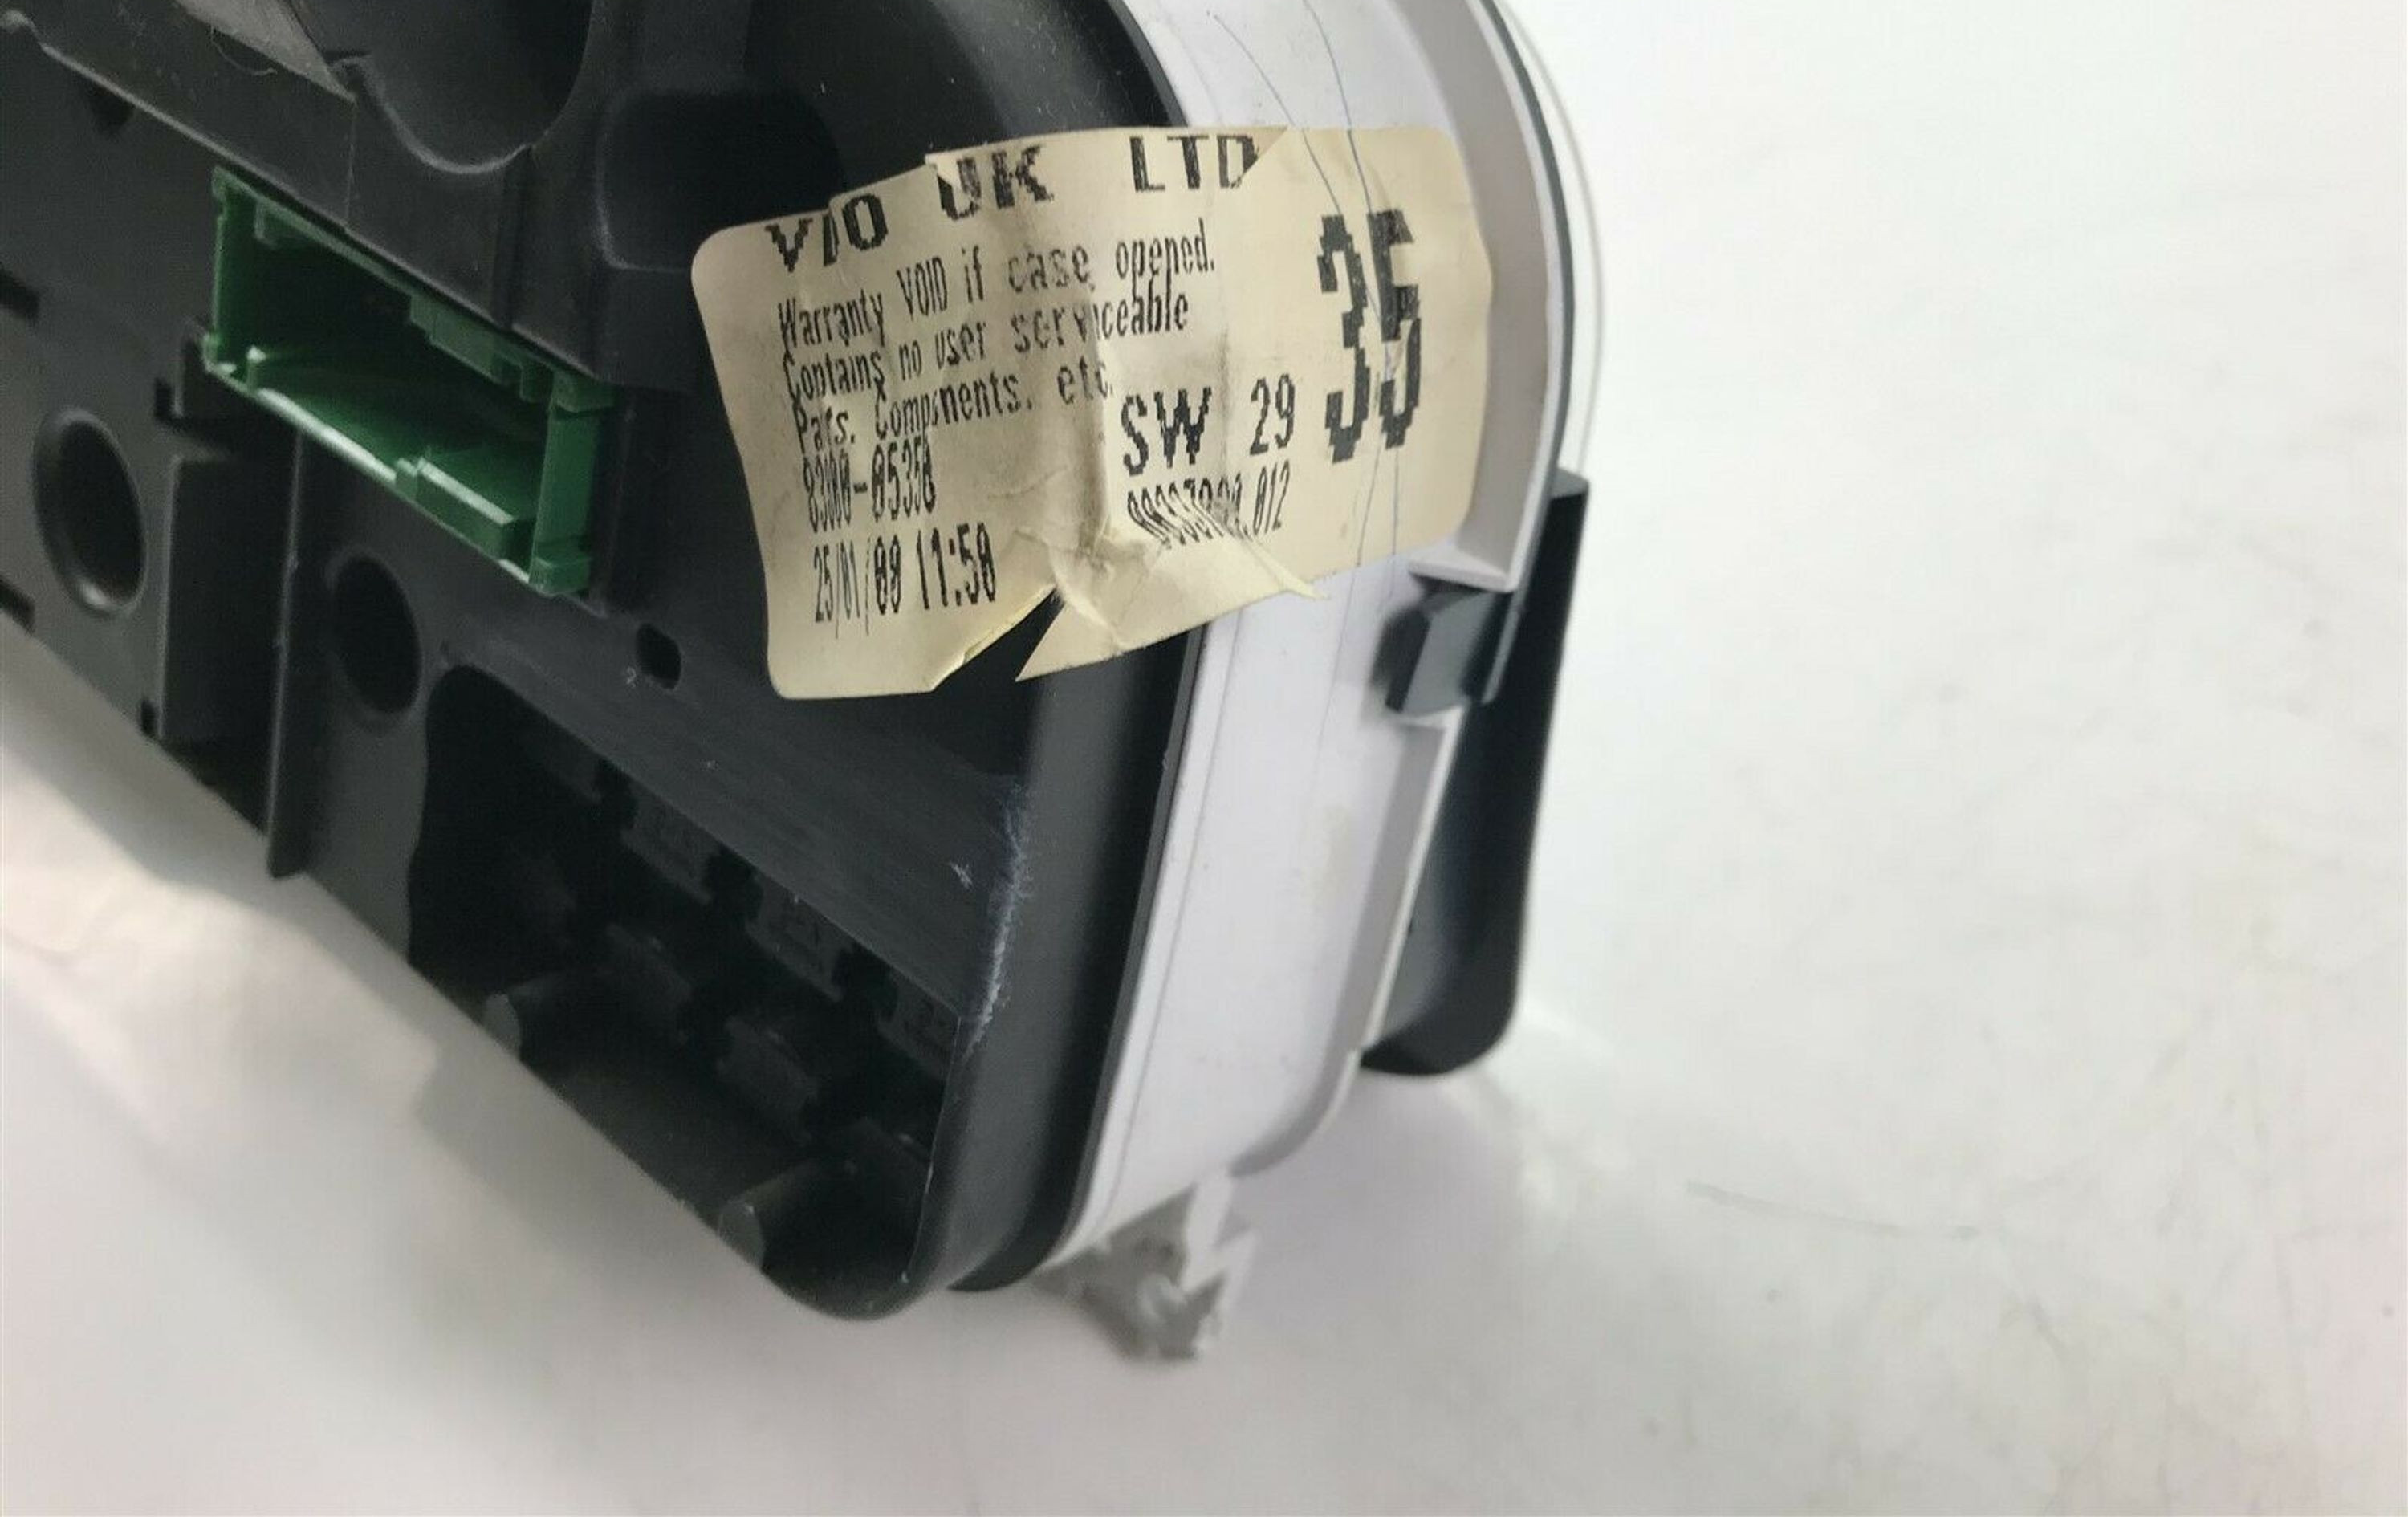 VDO UK LTD
Warranty VOID if case opened.
Contains no user serviceable
Parts. Components. etc.
SW 29
35
25/01/00 11:50